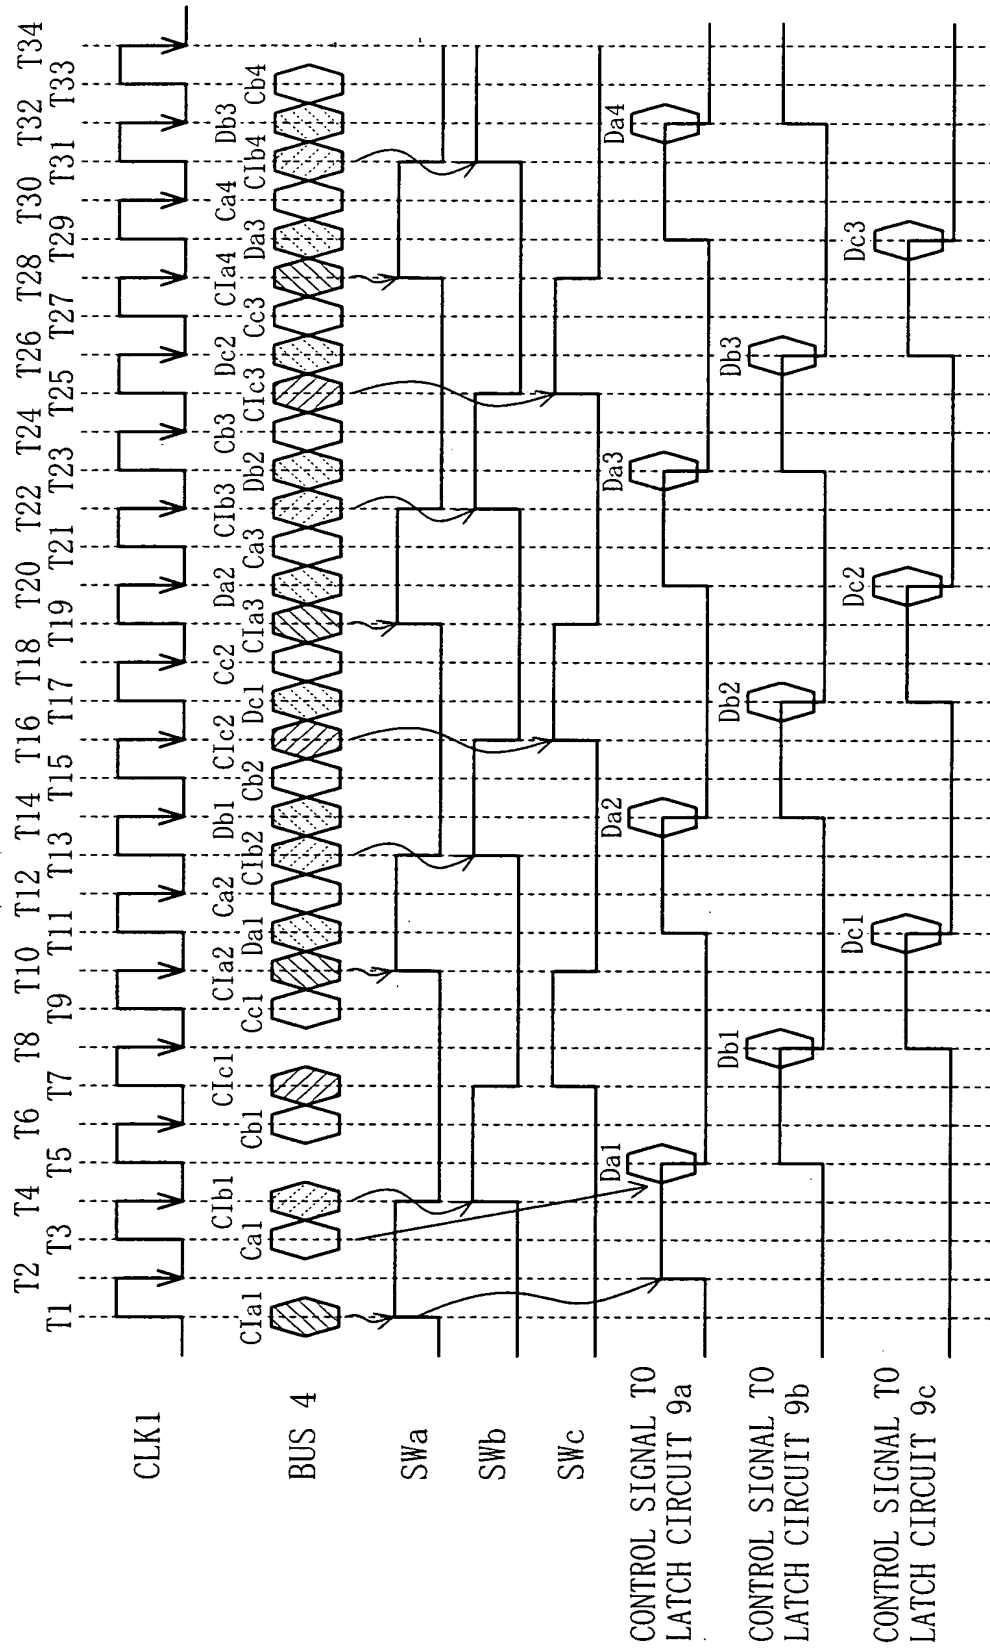 T1
T2
T3
T4
T5
T6
T7
T8
T9
T10
T11
T12
T13
T14
T15
T16
T17
T18
T19
T20
T21
T22
T23
T24
T25
T26
T27
T28
T29
T30
T31
T32
T33
T34
CLK1
BUS 4
CIa1
Ca1
CIb1
Cb1
CIc1
Cc1
CIa2
Da1
Ca2
CIb2
Db1
Cb2
CIc2
Dc1
Cc2
CIa3
Da2
Ca3
CIb3
Db2
Cb3
CIc3
Dc2
Cc3
CIa4
Da3
Ca4
CIb4
Db3
Cb4
SWa
SWb
SWc
CONTROL SIGNAL TO
LATCH CIRCUIT 9a
Da1
Da2
Da3
Da4
CONTROL SIGNAL TO
LATCH CIRCUIT 9b
Db1
Db2
Db3
CONTROL SIGNAL TO
LATCH CIRCUIT 9c
Dc1
Dc2
Dc3